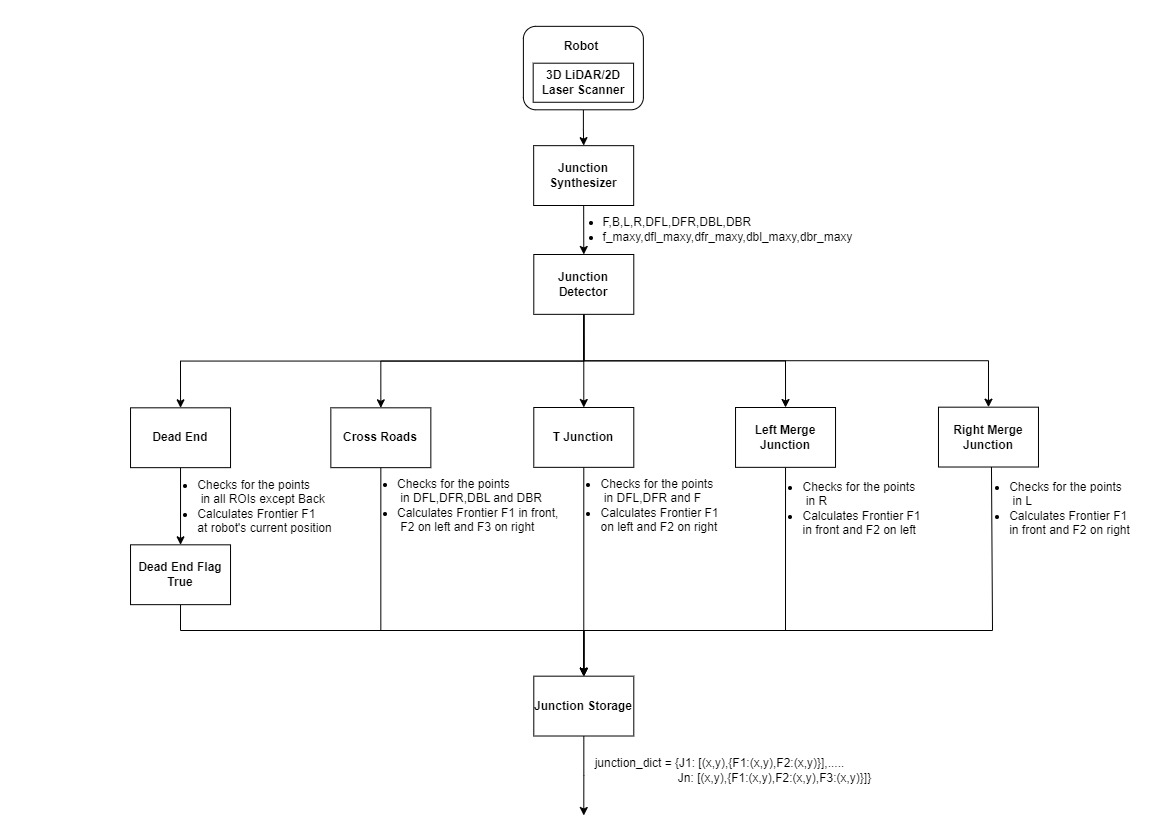 Robot
3D LiDAR/2D
Laser Scanner
Junction
Synthesizer
F,B,L,R,DFL,DFR,DBL,DBR
f_maxy,dfl_maxy,dfr_maxy,dbl_maxy,dbr_maxy
Junction
Detector
Dead End
Cross Roads
T Junction
Left Merge
Junction
Right Merge
Junction
Checks for the points
in all ROIs except Back
Calculates Frontier F1
at robot's current position
Checks for the points
in DFL,DFR,DBL and DBR
Calculates Frontier F1 in front,
F2 on left and F3 on right
Checks for the points
in DFL,DFR and F
Calculates Frontier F1
on left and F2 on right
Checks for the points
in R
Calculates Frontier F1
in front and F2 on left
Checks for the points
in L
Calculates Frontier F1
in front and F2 on right
Dead End Flag
True
Junction Storage
junction_dict = {J1: [(x,y),{F1:(x,y),F2:(x,y)}],.....
Jn: [(x,y),{F1:(x,y),F2:(x,y),F3:(x,y)}]}